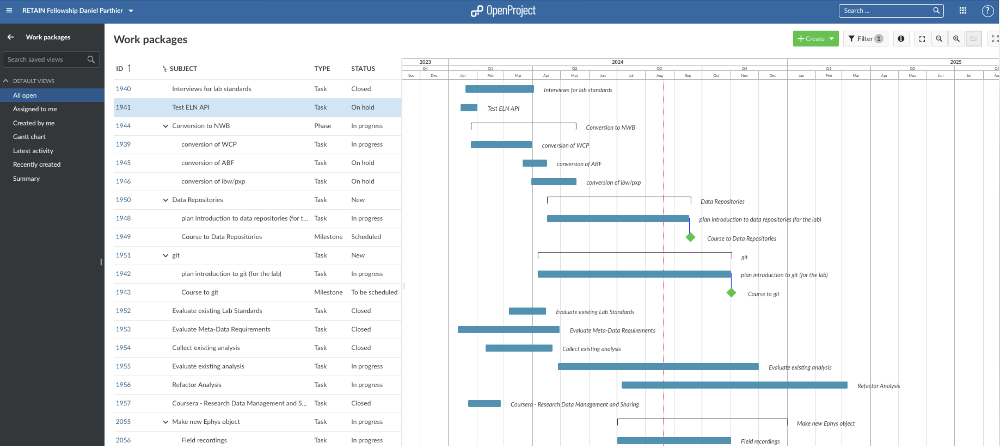 RETAIN Fellowship Daniel Parthier
OpenProject
Search ...
?
Work packages
Search saved views
DEFAULT VIEWS
All open
Assigned to me
Created by me
Gantt chart
Latest activity
Recently created
Summary
Work packages
+ Create
Filter 1
ID SUBJECT TYPE STATUS
2023 2024 2025
Q4 Q1 Q2 Q3 Q4 Q1 Q2
Nov Dec Jan Feb Mar Apr May Jun Jul Aug Sep Oct Nov Dec Jan Feb Mar Apr May Jun Jul
1940 Interviews for lab standards Task Closed Interviews for lab standards
1941 Test ELN API Task On hold Test ELN API
1944 Conversion to NWB Phase In progress Conversion to NWB
1939 conversion of WCP Task In progress conversion of WCP
1945 conversion of ABF Task On hold conversion of ABF
1946 conversion of ibw/pxp Task On hold conversion of ibw/pxp
1950 Data Repositories Task New Data Repositories
1948 plan introduction to data repositories (for t... Task In progress plan introduction to data repositories (for the lab)
1949 Course to Data Repositories Milestone Scheduled Course to Data Repositories
1951 git Task New git
1942 plan introduction to git (for the lab) Task In progress plan introduction to git (for the lab)
1943 Course to git Milestone To be scheduled Course to git
1952 Evaluate existing Lab Standards Task Closed Evaluate existing Lab Standards
1953 Evaluate Meta-Data Requirements Task Closed Evaluate Meta-Data Requirements
1954 Collect existing analysis Task Closed Collect existing analysis
1955 Evaluate existing analysis Task In progress Evaluate existing analysis
1956 Refactor Analysis Task In progress Refactor Analysis
1957 Coursera - Research Data Management and S... Task Closed Coursera - Research Data Management and Sharing
2055 Make new Ephys object Task In progress Make new Ephys object
2056 Field recordings Task In progress Field recordings